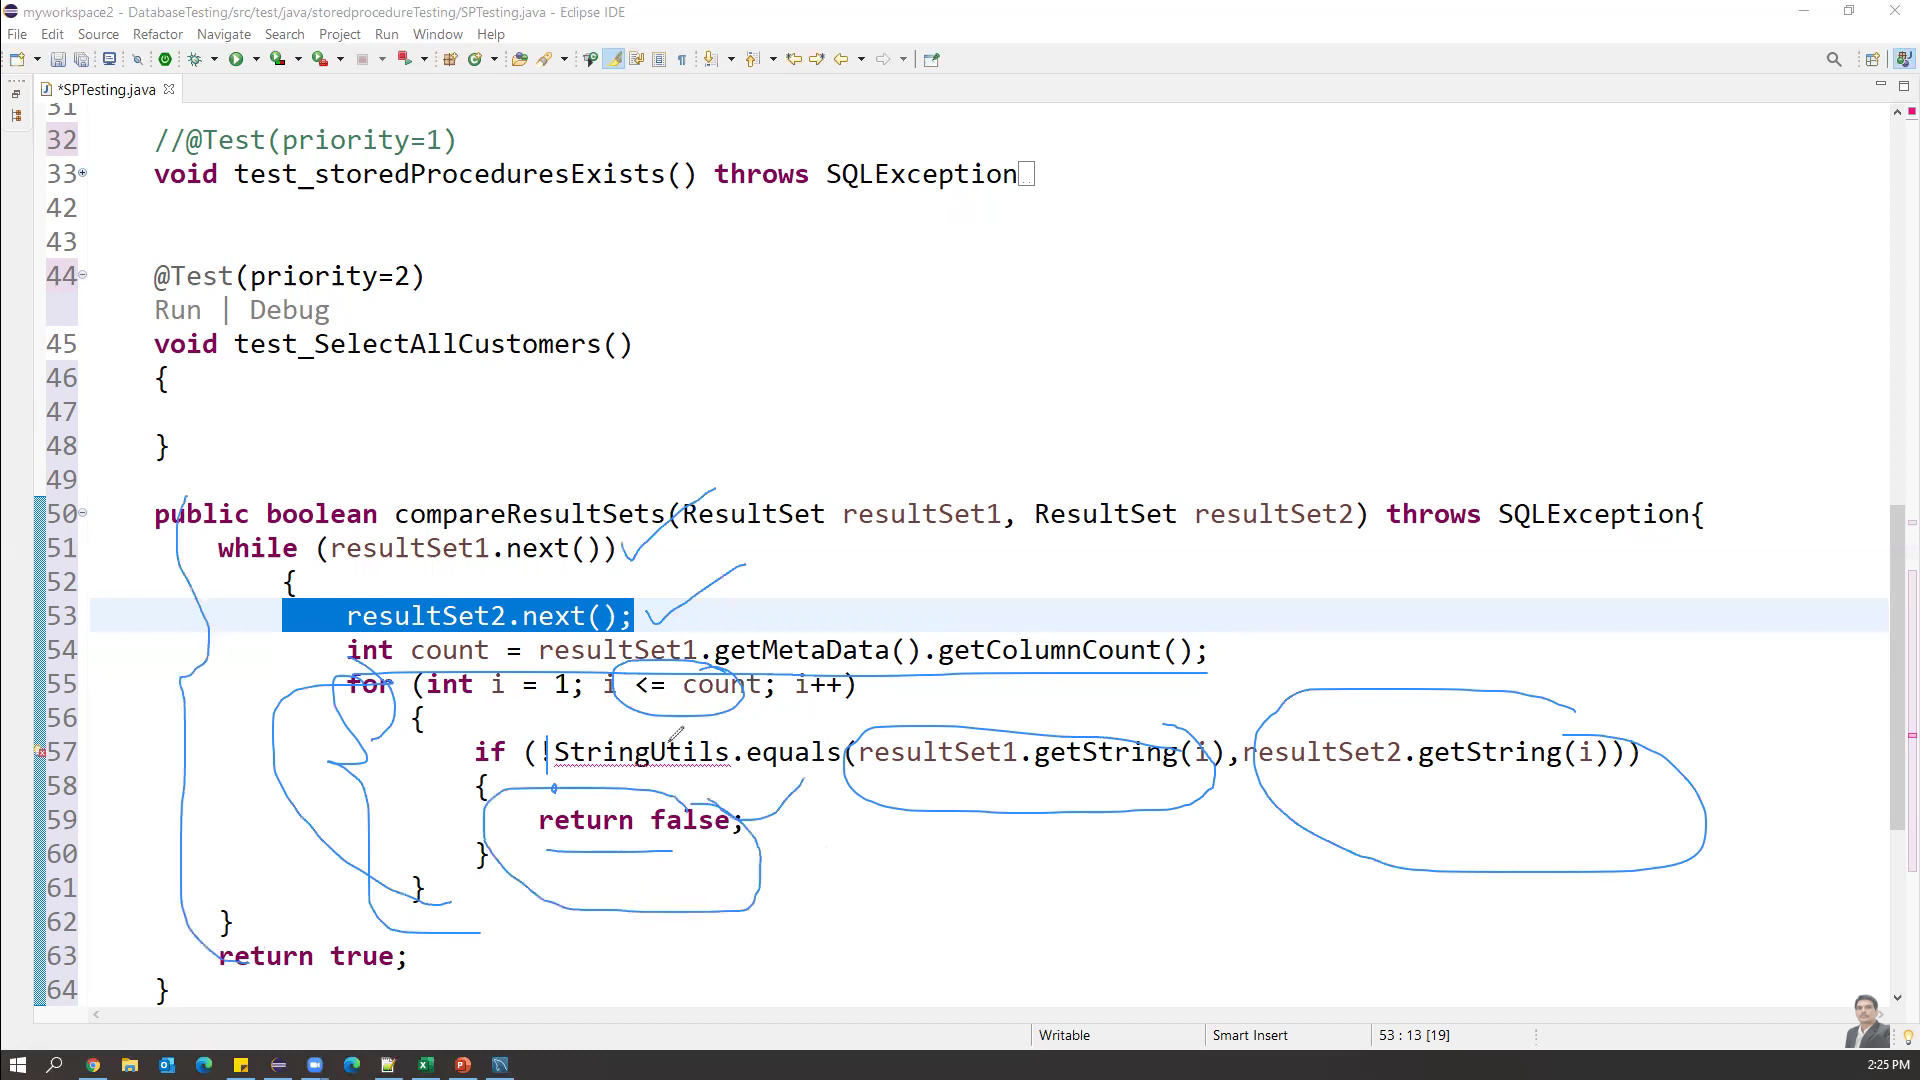 myworkspace2 - DatabaseTesting/src/test/java/storedprocedureTesting/SPTesting.java - Eclipse IDE
File Edit Source Refactor Navigate Search Project Run Window Help
*SPTesting.java
31
32 //@Test(priority=1)
33 void test_storedProceduresExists() throws SQLException
42
43
44 @Test(priority=2)
Run | Debug
45 void test_SelectAllCustomers()
46 {
47
48 }
49
50 public boolean compareResultSets(ResultSet resultSet1, ResultSet resultSet2) throws SQLException{
51 while (resultSet1.next())
52 {
53 resultSet2.next();
54 int count = resultSet1.getMetaData().getColumnCount();
55 for (int i = 1; i <= count; i++)
56 {
57 if (!StringUtils.equals(resultSet1.getString(i),resultSet2.getString(i)))
58 {
59 return false;
60 }
61 }
62 }
63 return true;
64 }
Writable Smart Insert 53 : 13 [19]
2:25 PM